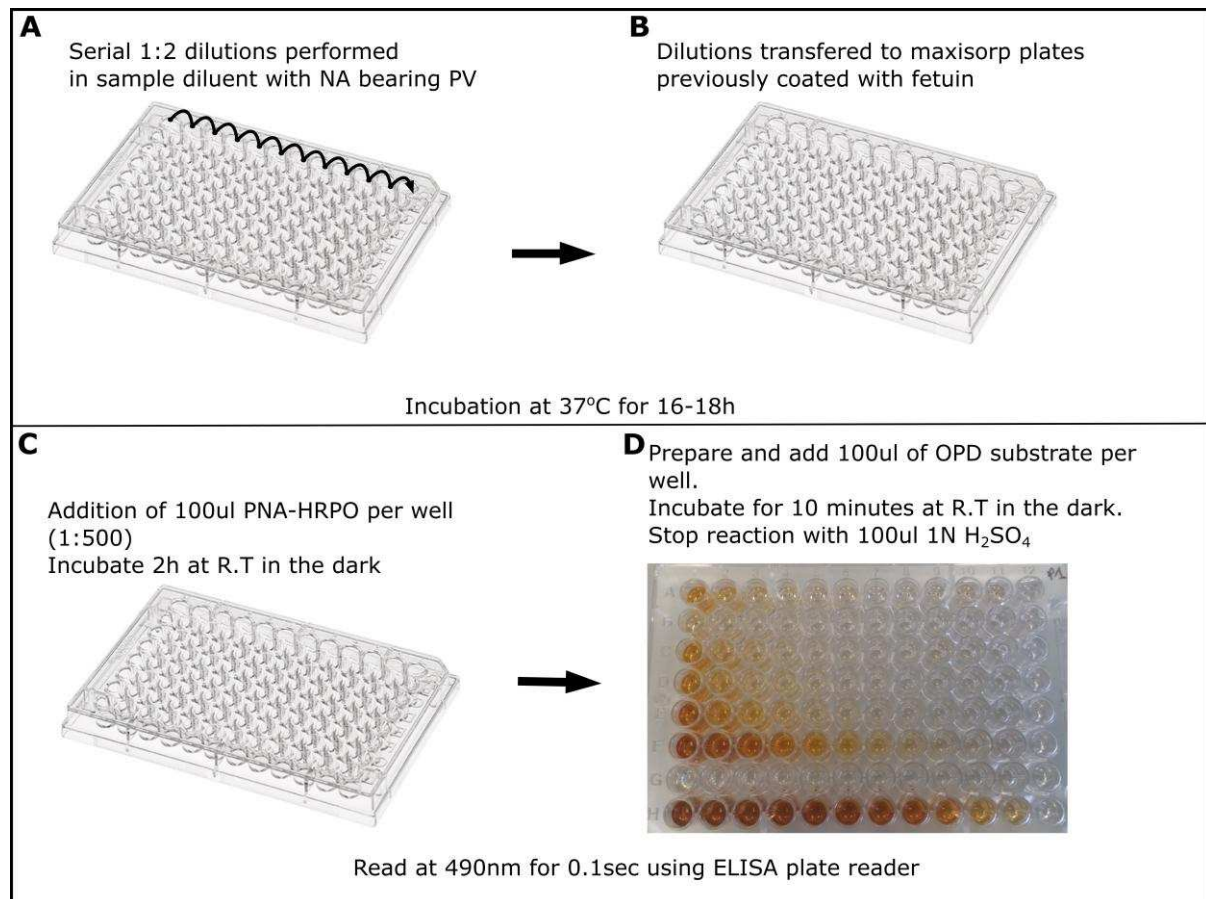 A
Serial 1:2 dilutions performed
in sample diluent with NA bearing PV
B
Dilutions transfered to maxisorp plates
previously coated with fetuin
Incubation at 37°C for 16-18h
C
Addition of 100ul PNA-HRPO per well
(1:500)
Incubate 2h at R.T in the dark
D
Prepare and add 100ul of OPD substrate per
well.
Incubate for 10 minutes at R.T in the dark.
Stop reaction with 100ul 1N H₂SO₄
A
G
H
Read at 490nm for 0.1sec using ELISA plate reader